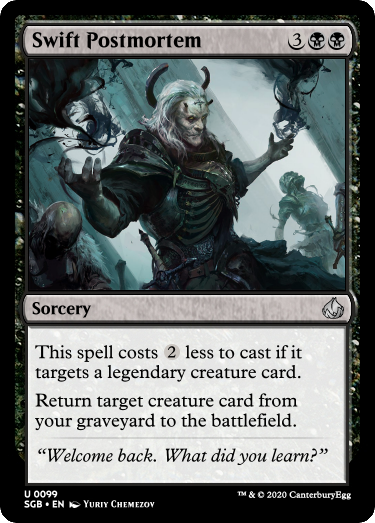 Swift Postmortem 3
Sorcery
This spell costs 2 less to cast if it
targets a legendary creature card.
Return target creature card from
your graveyard to the battlefield.
“Welcome back. What did you learn?”
U 0099
SGB • EN Yuriy Chemezov
™ & © 2020 CanterburyEgg